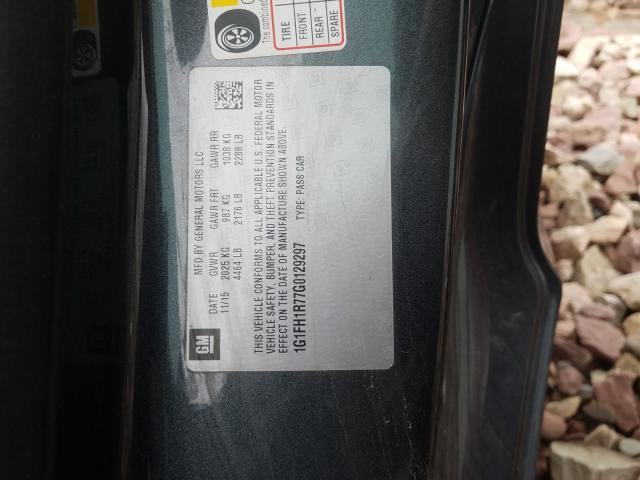 The combined
TIRE
FRONT
REAR
SPARE
MFD BY GENERAL MOTORS LLC
DATE GVWR GAWR FRT GAWR RR
11/15 2025 KG 987 KG 1038 KG
4464 LB 2176 LB 2288 LB
THIS VEHICLE CONFORMS TO ALL APPLICABLE U.S. FEDERAL MOTOR
VEHICLE SAFETY, BUMPER, AND THEFT PREVENTION STANDARDS IN
EFFECT ON THE DATE OF MANUFACTURE SHOWN ABOVE.
1G1FH1R77G0129297 TYPE: PASS CAR
GM